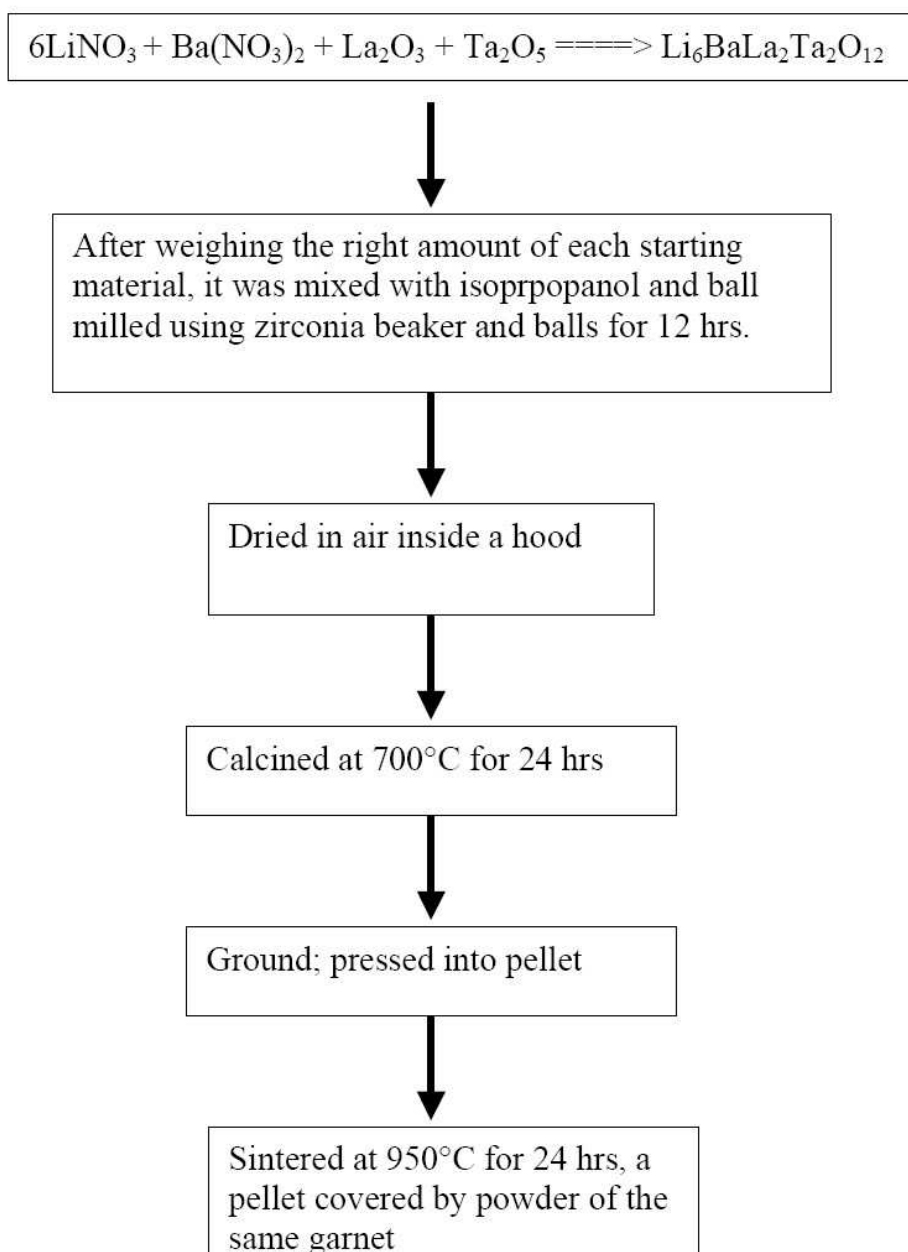 6LiNO₃ + Ba(NO₃)₂ + La₂O₃ + Ta₂O₅ ====> Li₆BaLa₂Ta₂O₁₂
After weighing the right amount of each starting
material, it was mixed with isoprpopanol and ball
milled using zirconia beaker and balls for 12 hrs.
Dried in air inside a hood
Calcined at 700°C for 24 hrs
Ground; pressed into pellet
Sintered at 950°C for 24 hrs, a
pellet covered by powder of the
same garnet